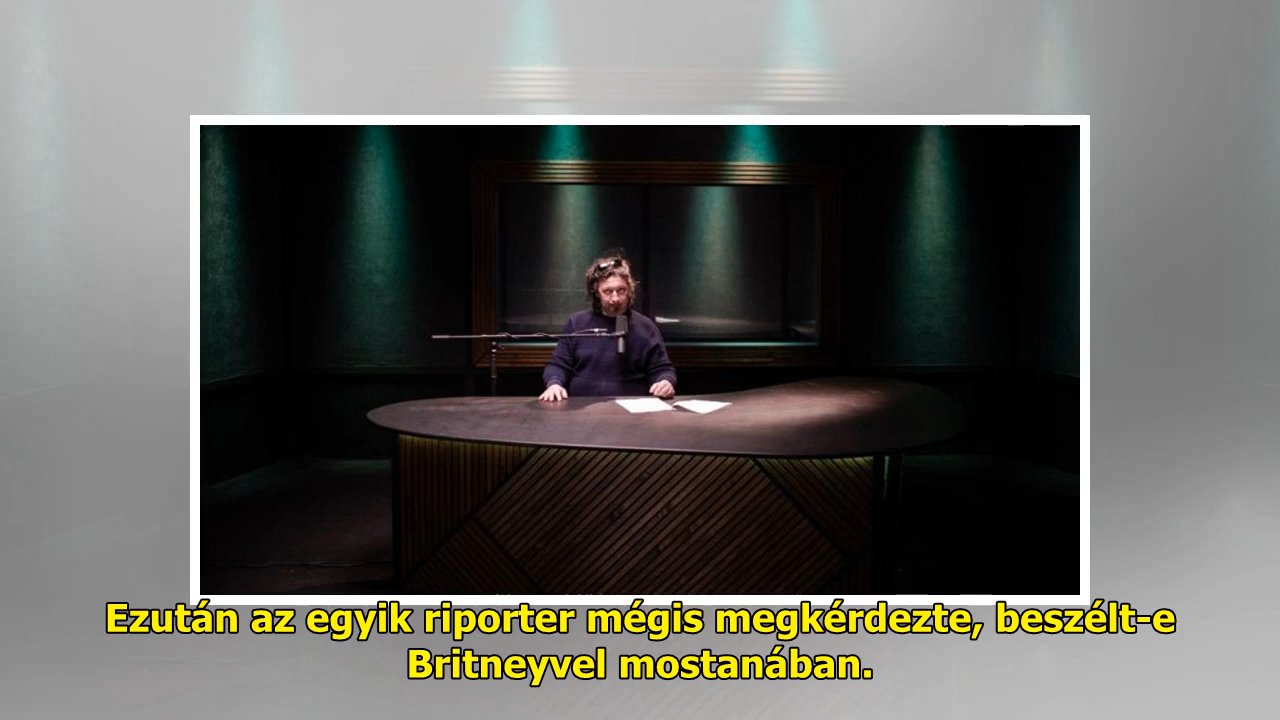 Ezután az egyik riporter mégis megkérdezte, beszélt-e
Britneyvel mostanában.